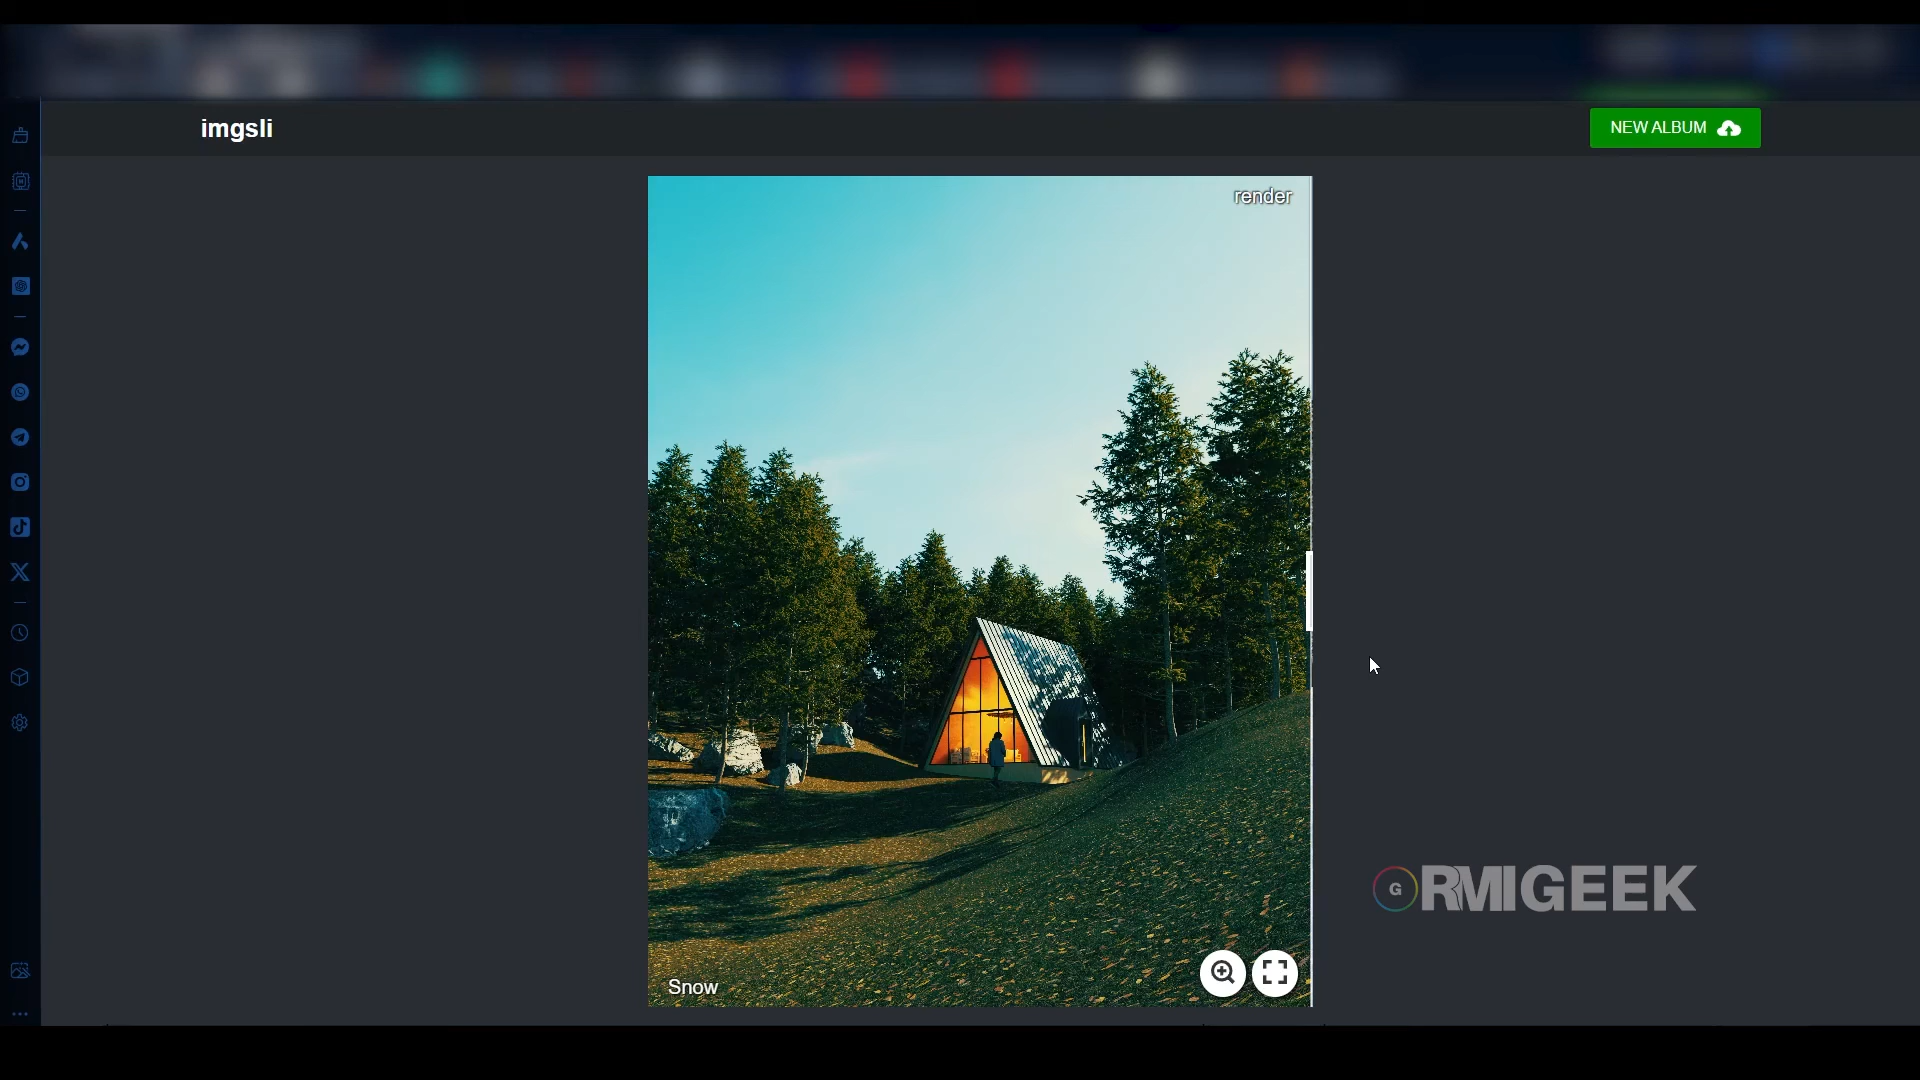 imgsli
NEW ALBUM
render
Snow
G RMIGEEK